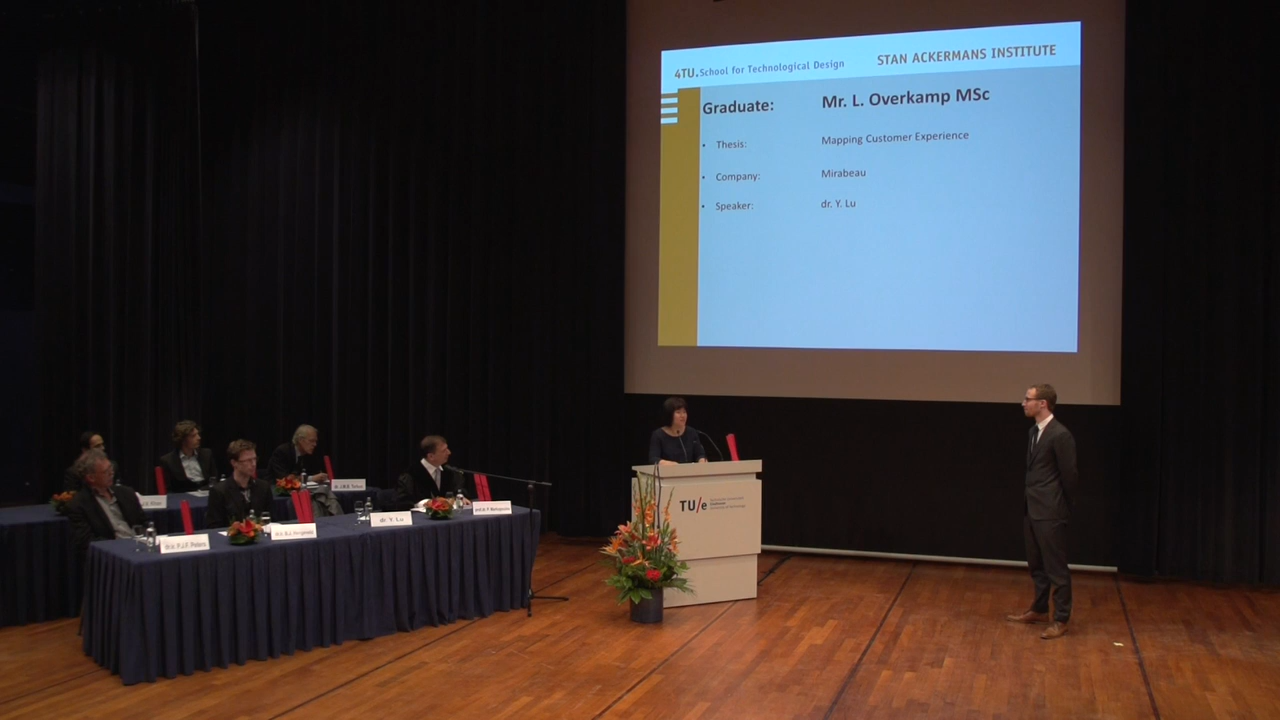 4TU.School for Technological Design
STAN ACKERMANS INSTITUTE
Graduate: Mr. L. Overkamp MSc
• Thesis: Mapping Customer Experience
• Company: Mirabeau
• Speaker: dr. Y. Lu
TU/e
dr. Y. Lu